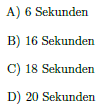 A) 6 Sekunden
B) 16 Sekunden
C) 18 Sekunden
D) 20 Sekunden